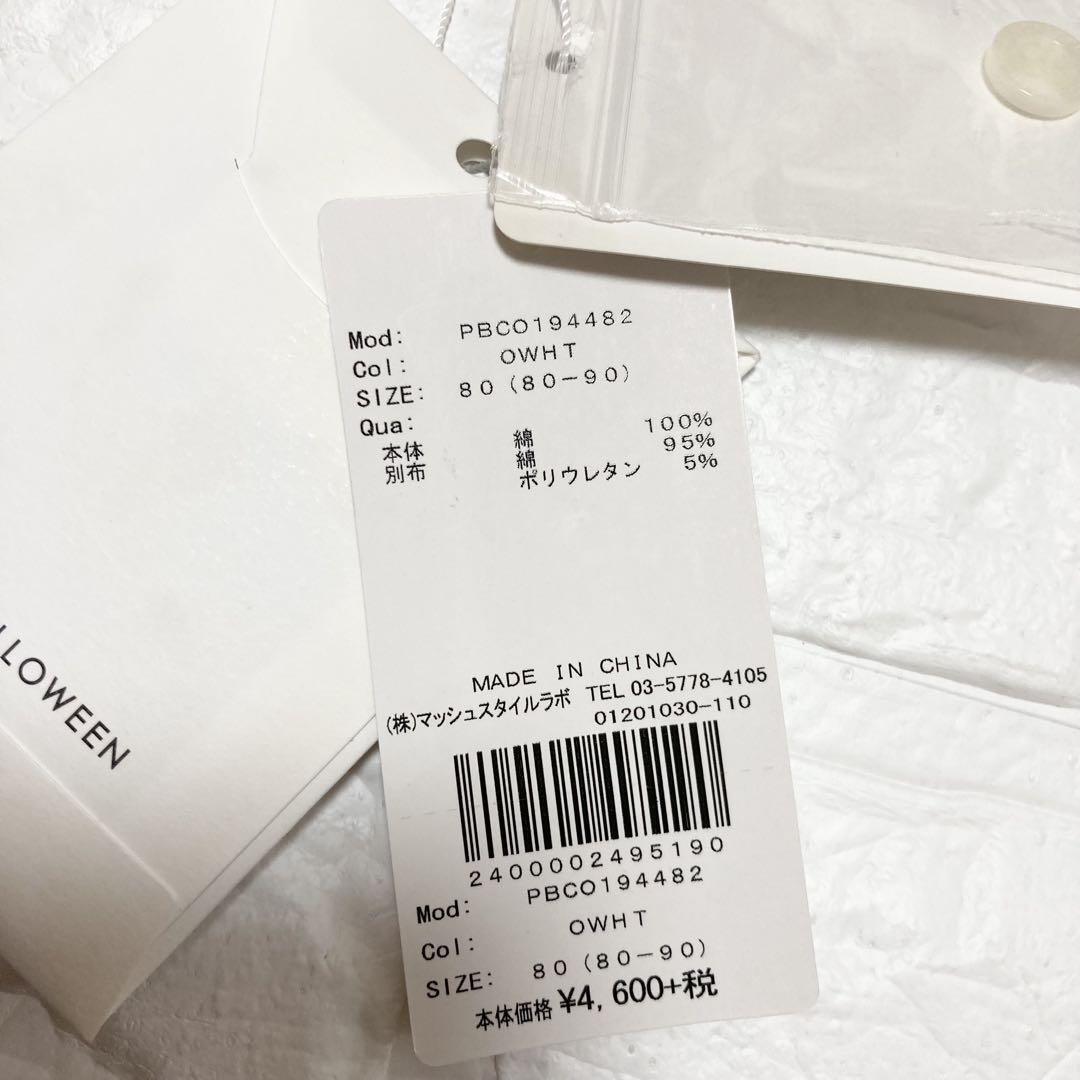 Mod: PBCO194482
Col: OWHT
SIZE: 80(80-90)
Qua:
本体 綿 100%
別布 綿 95%
ポリウレタン 5%
MADE IN CHINA
(株)マッシュスタイルラボ TEL 03-5778-4105
01201030-110
2400002495190
Mod: PBCO194482
Col: OWHT
SIZE: 80(80-90)
本体価格 ¥4,600+税
LLOWEEN